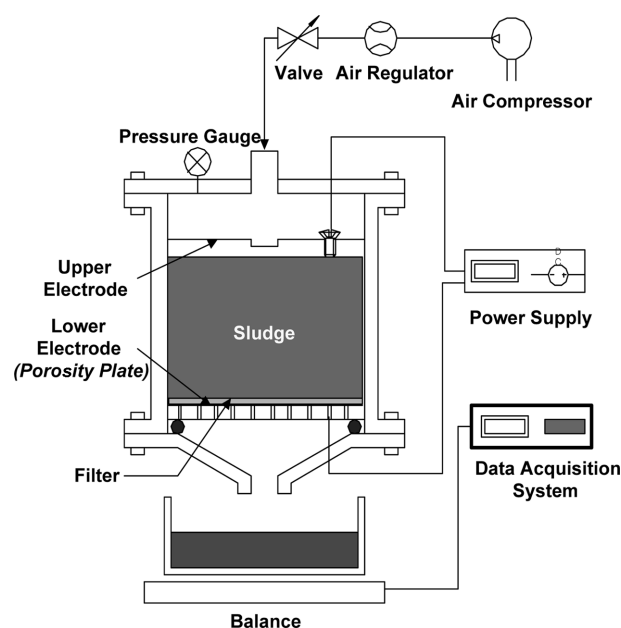 Valve
Air Regulator
Air Compressor
Pressure Gauge
Upper
Electrode
D
C
Power Supply
Lower
Electrode
(Porosity Plate)
Sludge
Filter
Data Acquisition
System
Balance